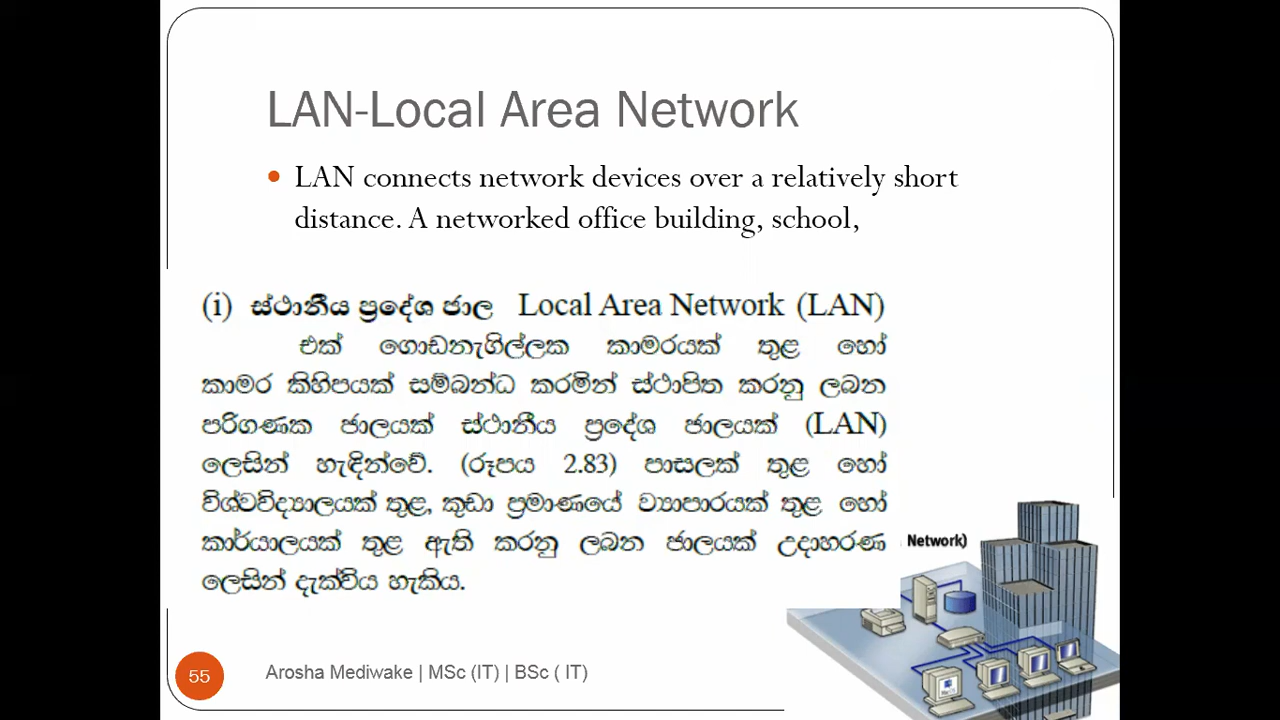 LAN-Local Area Network
LAN connects network devices over a relatively short
distance. A networked office building, school,
(i) ස්ථානීය ප්‍රදේශ ජාල Local Area Network (LAN)
එක් ගොඩනැගිල්ලක කාමරයක් තුළ හෝ
කාමර කිහිපයක් සම්බන්ධ කරමින් ස්ථාපිත කරනු ලබන
පරිගණක ජාලයක් ස්ථානීය ප්‍රදේශ ජාලයක් (LAN)
ලෙසින් හැඳින්වේ. (රූපය 2.83) පාසලක් තුළ හෝ
විශ්වවිද්‍යාලයක් තුළ, කුඩා ප්‍රමාණයේ ව්‍යාපාරයක් තුළ හෝ
කාර්යාලයක් තුළ ඇති කරනු ලබන ජාලයක් උදාහරණ
ලෙසින් දැක්විය හැකිය.
Network)
55
Arosha Mediwake | MSc (IT) | BSc ( IT)